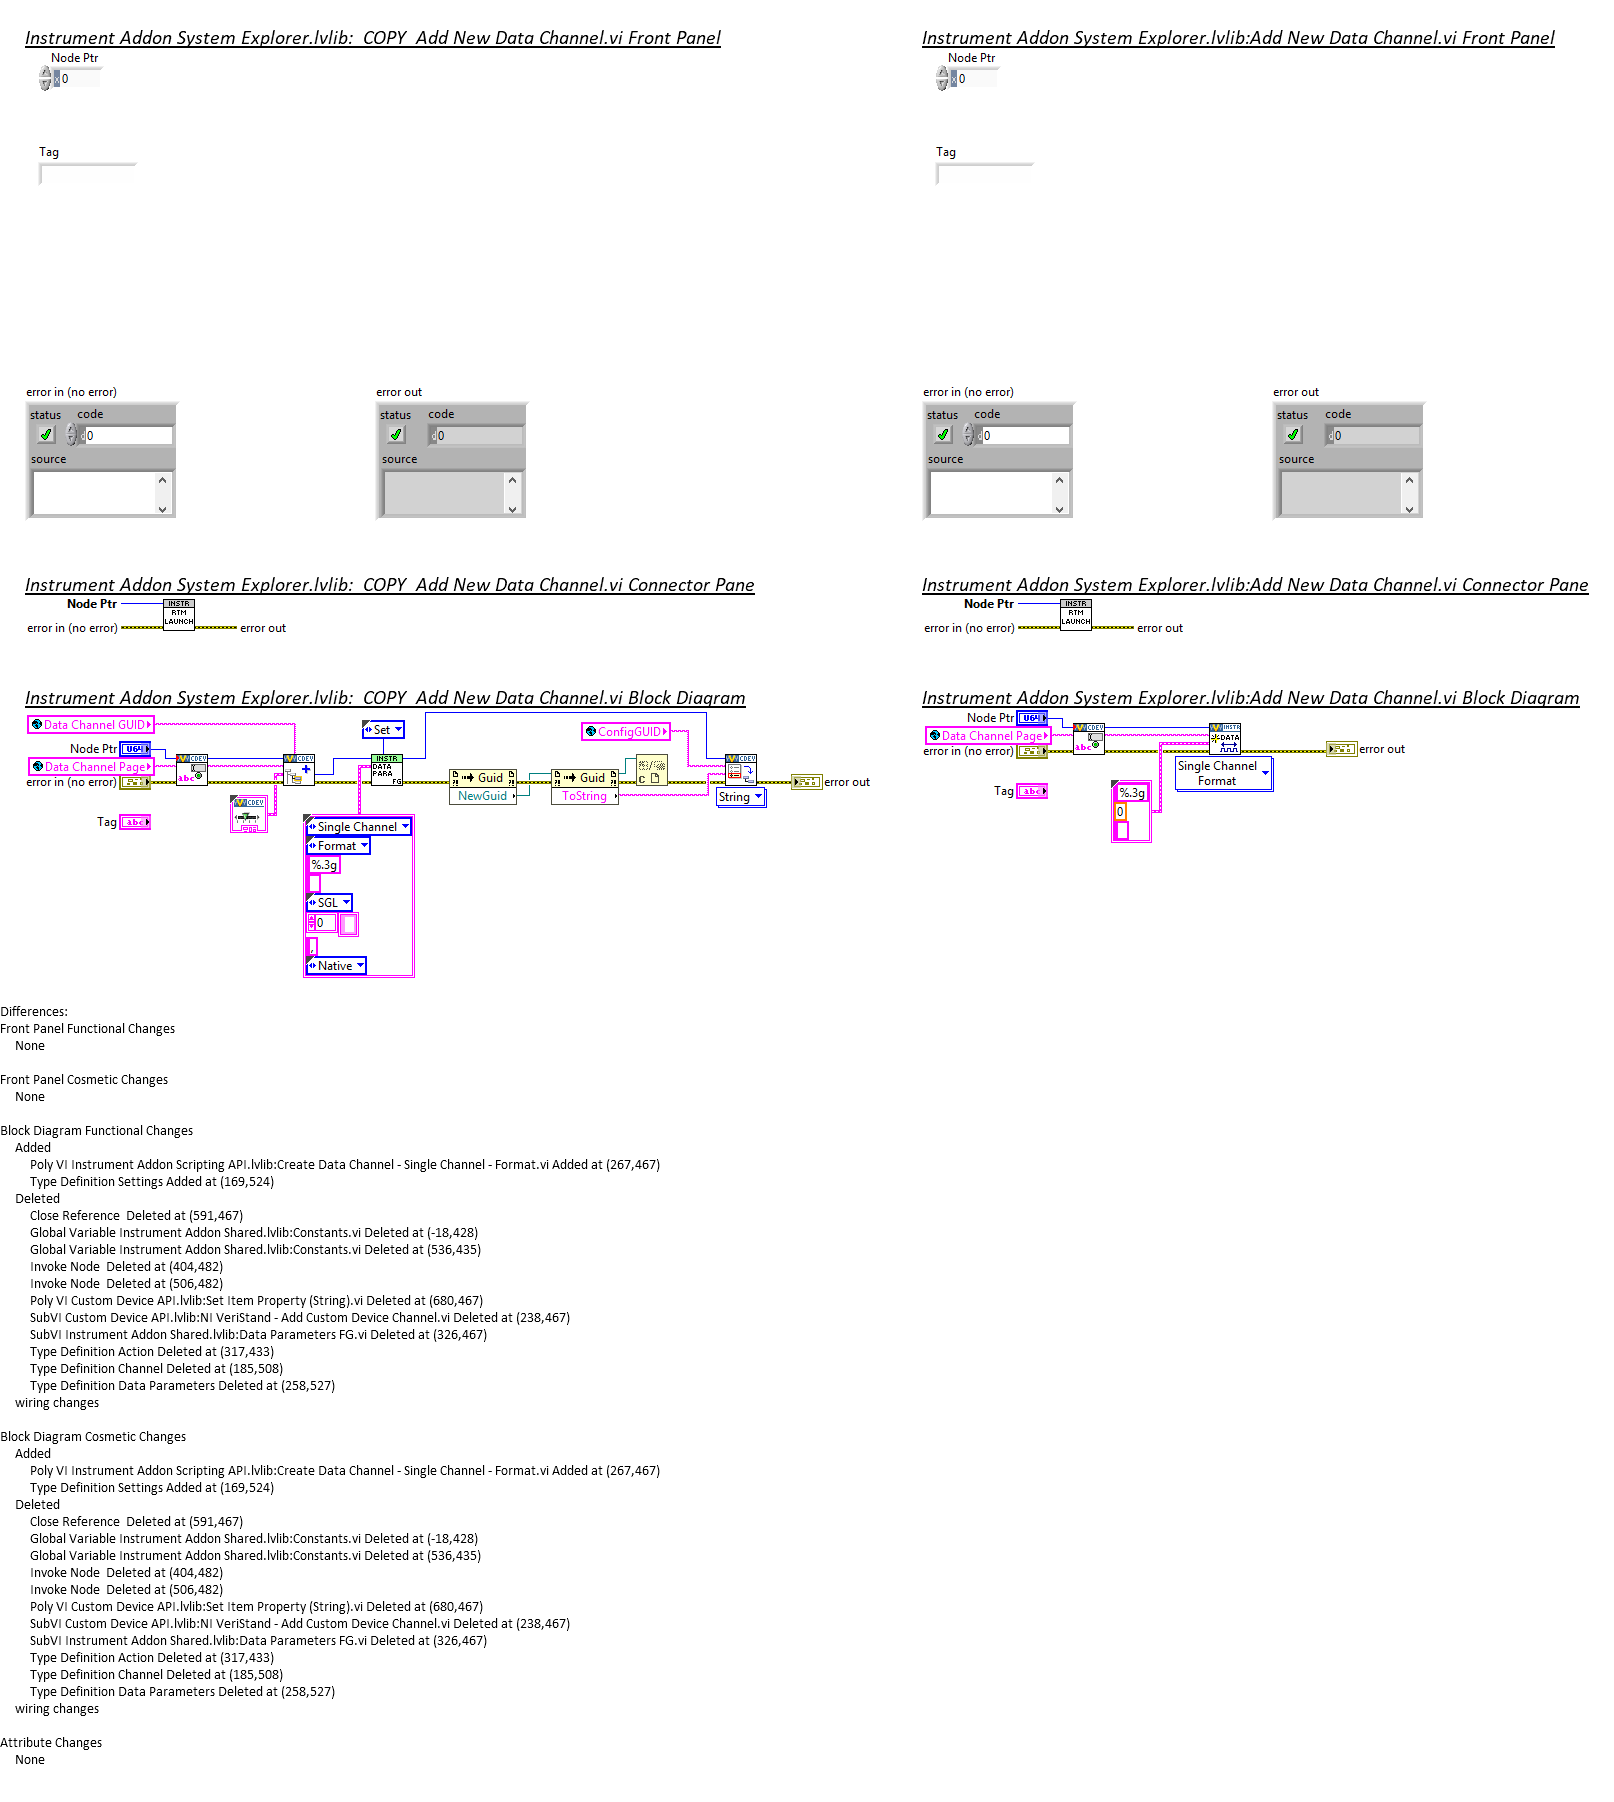 Instrument Addon System Explorer.lvlib:  COPY  Add New Data Channel.vi Front Panel
Node Ptr
x 0
Tag
error in (no error)
status code
d 0
source
error out
status code
d 0
source
Instrument Addon System Explorer.lvlib:Add New Data Channel.vi Front Panel
Node Ptr
x 0
Tag
error in (no error)
status code
d 0
source
error out
status code
d 0
source
Instrument Addon System Explorer.lvlib:  COPY  Add New Data Channel.vi Connector Pane
Node Ptr
INSTR
RTM
LAUNCH
error in (no error)
error out
Instrument Addon System Explorer.lvlib:Add New Data Channel.vi Connector Pane
Node Ptr
INSTR
RTM
LAUNCH
error in (no error)
error out
Instrument Addon System Explorer.lvlib:  COPY  Add New Data Channel.vi Block Diagram
Data Channel GUID
Set
ConfigGUID
Node Ptr
U64
Data Channel Page
error in (no error)
CDEV
abc
CDEV
INSTR
DATA
PARA
FG
Guid
NewGuid
Guid
ToString
C
CDEV
String
error out
CDEV
Tag
abc
Single Channel
Format
%.3g
SGL
0
,
Native
Instrument Addon System Explorer.lvlib:Add New Data Channel.vi Block Diagram
Node Ptr
U64
Data Channel Page
error in (no error)
CDEV
abc
INSTR
DATA
error out
Single Channel
Format
Tag
abc
%.3g
0
Differences:
Front Panel Functional Changes
None
Front Panel Cosmetic Changes
None
Block Diagram Functional Changes
Added
Poly VI Instrument Addon Scripting API.lvlib:Create Data Channel - Single Channel - Format.vi Added at (267,467)
Type Definition Settings Added at (169,524)
Deleted
Close Reference  Deleted at (591,467)
Global Variable Instrument Addon Shared.lvlib:Constants.vi Deleted at (-18,428)
Global Variable Instrument Addon Shared.lvlib:Constants.vi Deleted at (536,435)
Invoke Node  Deleted at (404,482)
Invoke Node  Deleted at (506,482)
Poly VI Custom Device API.lvlib:Set Item Property (String).vi Deleted at (680,467)
SubVI Custom Device API.lvlib:NI VeriStand - Add Custom Device Channel.vi Deleted at (238,467)
SubVI Instrument Addon Shared.lvlib:Data Parameters FG.vi Deleted at (326,467)
Type Definition Action Deleted at (317,433)
Type Definition Channel Deleted at (185,508)
Type Definition Data Parameters Deleted at (258,527)
wiring changes
Block Diagram Cosmetic Changes
Added
Poly VI Instrument Addon Scripting API.lvlib:Create Data Channel - Single Channel - Format.vi Added at (267,467)
Type Definition Settings Added at (169,524)
Deleted
Close Reference  Deleted at (591,467)
Global Variable Instrument Addon Shared.lvlib:Constants.vi Deleted at (-18,428)
Global Variable Instrument Addon Shared.lvlib:Constants.vi Deleted at (536,435)
Invoke Node  Deleted at (404,482)
Invoke Node  Deleted at (506,482)
Poly VI Custom Device API.lvlib:Set Item Property (String).vi Deleted at (680,467)
SubVI Custom Device API.lvlib:NI VeriStand - Add Custom Device Channel.vi Deleted at (238,467)
SubVI Instrument Addon Shared.lvlib:Data Parameters FG.vi Deleted at (326,467)
Type Definition Action Deleted at (317,433)
Type Definition Channel Deleted at (185,508)
Type Definition Data Parameters Deleted at (258,527)
wiring changes
Attribute Changes
None